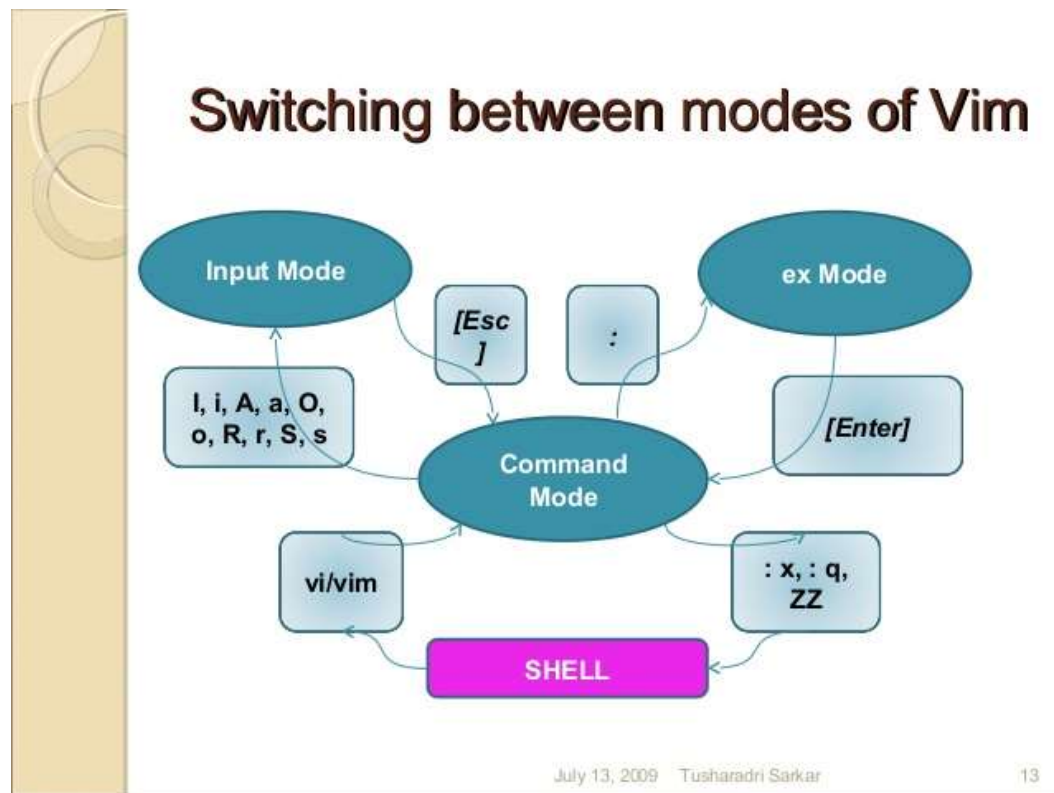 Switching between modes of Vim
Input Mode
ex Mode
[Esc
]
:
I, i, A, a, O,
o, R, r, S, s
[Enter]
Command
Mode
vi/vim
: x, : q,
ZZ
SHELL
July 13, 2009 Tusharadri Sarkar 13